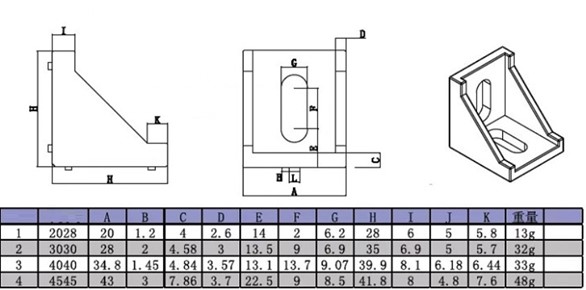 I
D
G
H
F
K
E
C
B L
H
A
A B C D E F G H I J K 重量
1 2028 20 1.2 4 2.6 14 2 6.2 28 6 5 5.8 13g
2 3030 28 2 4.58 3 13.5 9 6.9 35 6.9 5 5.7 32g
3 4040 34.8 1.45 4.84 3.57 13.1 13.7 9.07 39.9 8.1 6.18 6.44 33g
4 4545 43 3 7.86 3.7 22.5 9 8.5 41.8 8 4.8 7.6 48g